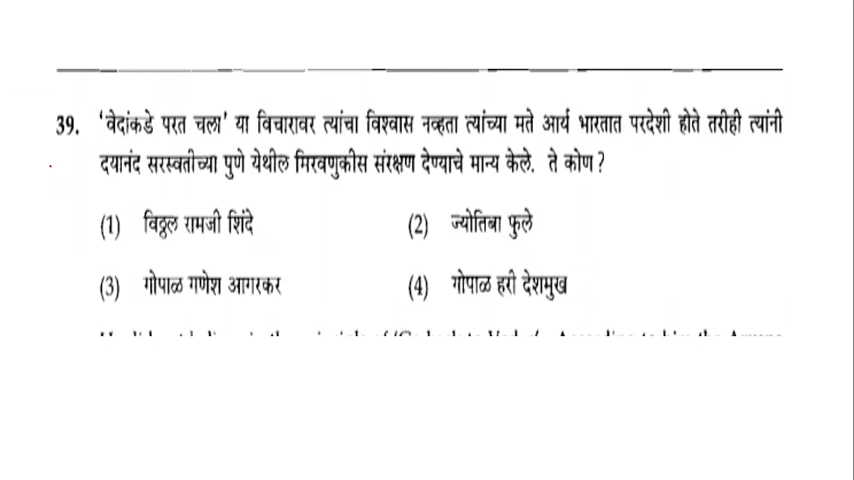 39. 'वेदांकडे परत चला' या विचारावर त्यांचा विश्वास नव्हता त्यांच्या मते आर्य भारतात परदेशी होते तरीही त्यांनी
दयानंद सरस्वतीच्या पुणे येथील मिरवणुकीस संरक्षण देण्याचे मान्य केले. ते कोण?
(1) विठ्ठल रामजी शिंदे (2) ज्योतिबा फुले
(3) गोपाळ गणेश आगरकर (4) गोपाळ हरी देशमुख